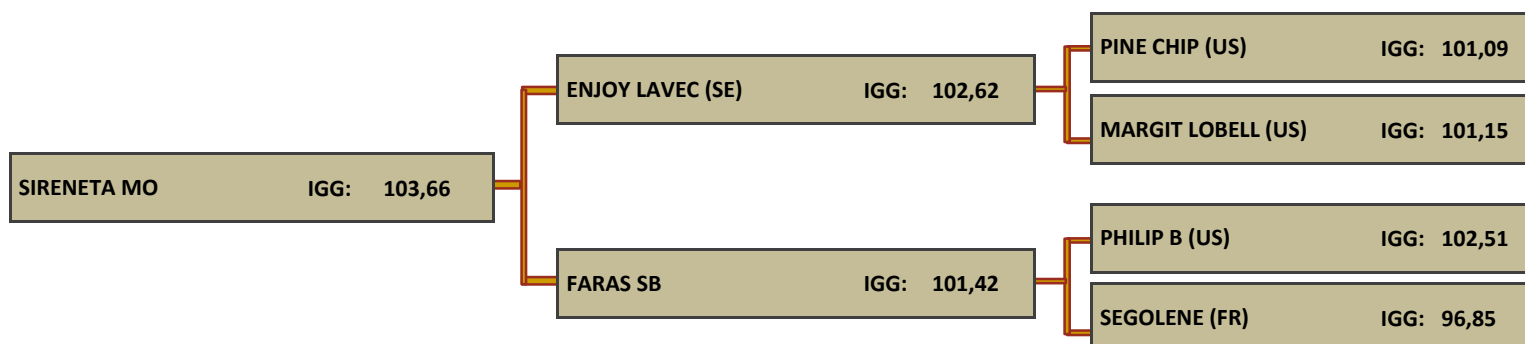 PINE CHIP (US) IGG: 101,09
ENJOY LAVEC (SE) IGG: 102,62
MARGIT LOBELL (US) IGG: 101,15
SIRENETA MO IGG: 103,66
PHILIP B (US) IGG: 102,51
FARAS SB IGG: 101,42
SEGOLENE (FR) IGG: 96,85